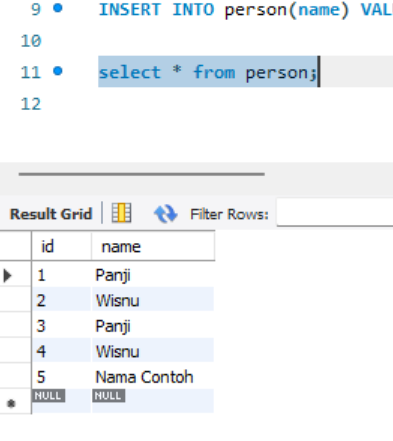 9 INSERT INTO person(name) VAL
10
11 select * from person;
12
Result Grid Filter Rows:
id name
1 Panji
2 Wisnu
3 Panji
4 Wisnu
5 Nama Contoh
NULL NULL